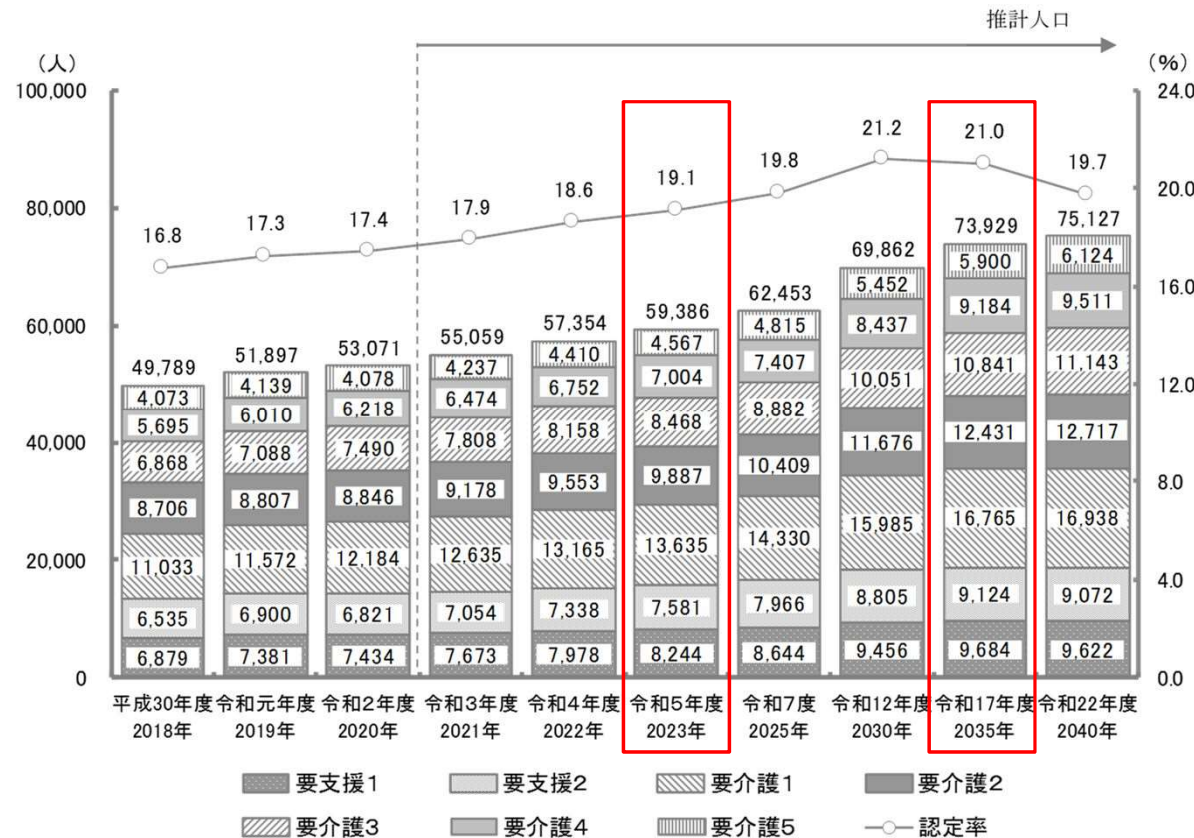 推計人口
(人)
(%)
100,000
80,000
60,000
40,000
20,000
0
24.0
20.0
16.0
12.0
8.0
4.0
0.0
16.8 17.3 17.4 17.9 18.6 19.1 19.8 21.2 21.0 19.7
49,789 51,897 53,071 55,059 57,354 59,386 62,453 69,862 73,929 75,127
4,073 4,139 4,078 4,237 4,410 4,567 4,815 5,452 5,900 6,124
5,695 6,010 6,218 6,474 6,752 7,004 7,407 8,437 9,184 9,511
6,868 7,088 7,490 7,808 8,158 8,468 8,882 10,051 10,841 11,143
8,706 8,807 8,846 9,178 9,553 9,887 10,409 11,676 12,431 12,717
11,033 11,572 12,184 12,635 13,165 13,635 14,330 15,985 16,765 16,938
6,535 6,900 6,821 7,054 7,338 7,581 7,966 8,805 9,124 9,072
6,879 7,381 7,434 7,673 7,978 8,244 8,644 9,456 9,684 9,622
平成30年度 令和元年度 令和2年度 令和3年度 令和4年度 令和5年度 令和7度 令和12年度 令和17年度 令和22年度
2018年 2019年 2020年 2021年 2022年 2023年 2025年 2030年 2035年 2040年
要支援1 要支援2 要介護1 要介護2
要介護3 要介護4 要介護5 認定率